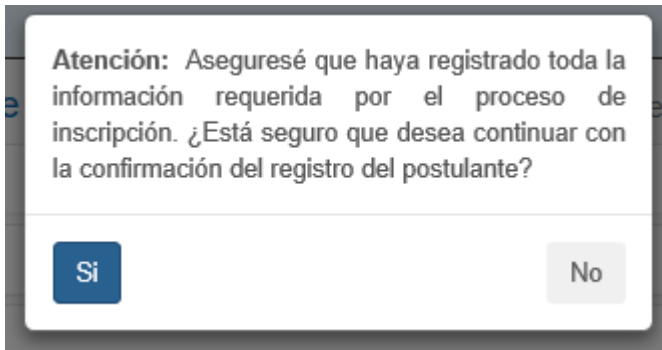 Atención: Aseguresé que haya registrado toda la
información requerida por el proceso de
inscripción. ¿Está seguro que desea continuar con
la confirmación del registro del postulante?
Si
No